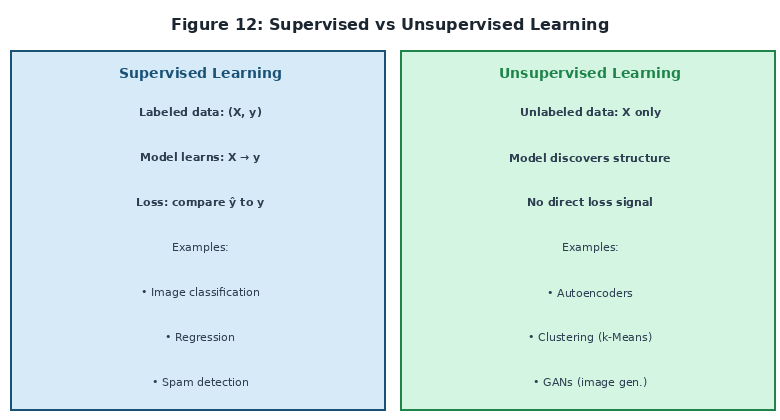 Figure 12: Supervised vs Unsupervised Learning
Supervised Learning
Labeled data: (X, y)
Model learns: X → y
Loss: compare ŷ to y
Examples:
• Image classification
• Regression
• Spam detection
Unsupervised Learning
Unlabeled data: X only
Model discovers structure
No direct loss signal
Examples:
• Autoencoders
• Clustering (k-Means)
• GANs (image gen.)